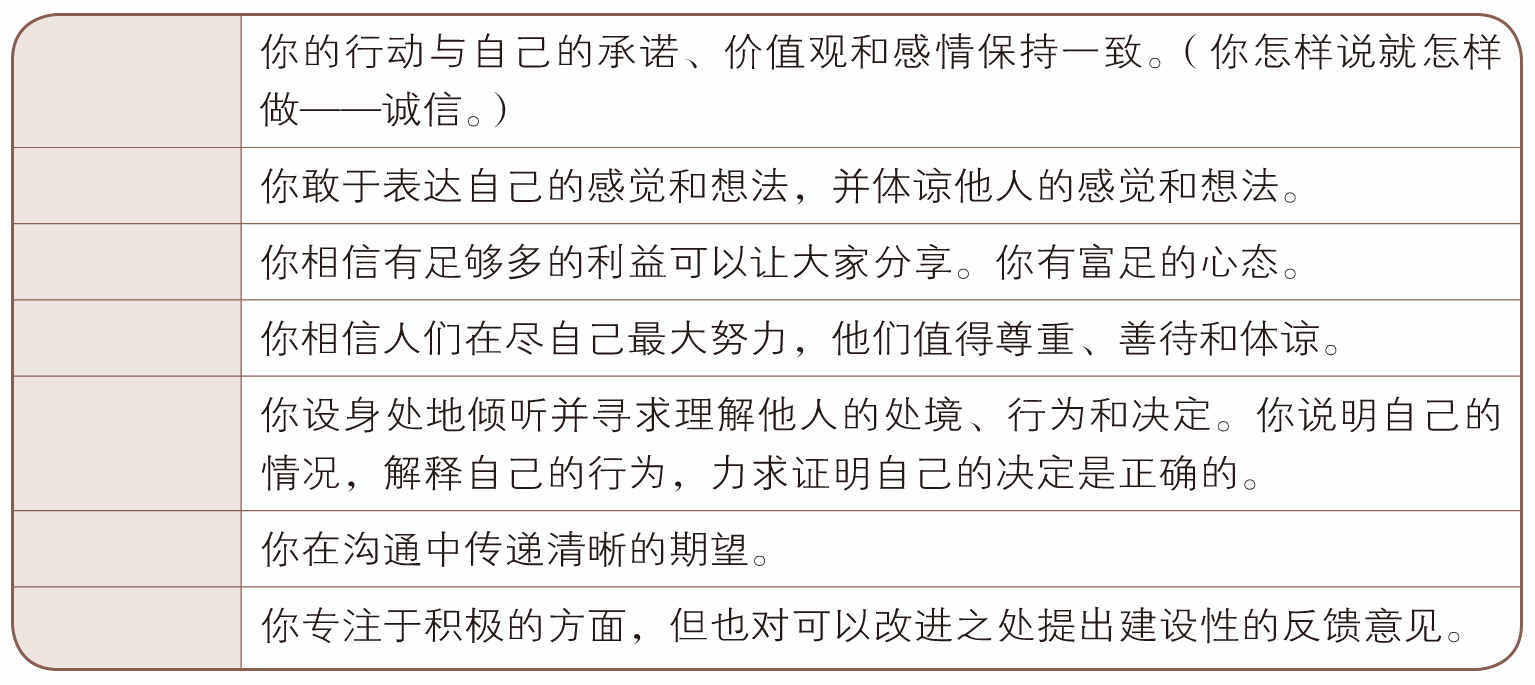 你的行动与自己的承诺、价值观和感情保持一致。（你怎样说就怎样
做——诚信。）
你敢于表达自己的感觉和想法，并体谅他人的感觉和想法。
你相信有足够多的利益可以让大家分享。你有富足的心态。
你相信人们在尽自己最大努力，他们值得尊重、善待和体谅。
你设身处地倾听并寻求理解他人的处境、行为和决定。你说明自己的
情况，解释自己的行为，力求证明自己的决定是正确的。
你在沟通中传递清晰的期望。
你专注于积极的方面，但也对可以改进之处提出建设性的反馈意见。